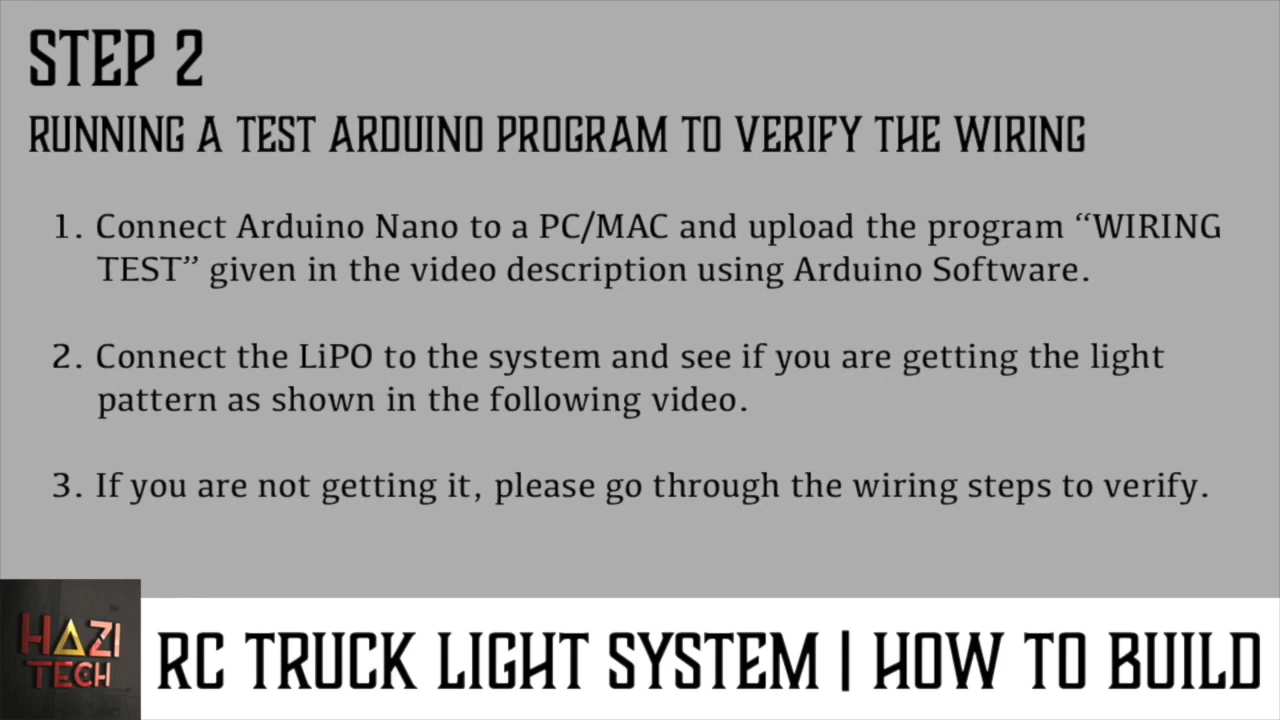 STEP 2
RUNNING A TEST ARDUINO PROGRAM TO VERIFY THE WIRING
1. Connect Arduino Nano to a PC/MAC and upload the program “WIRING
TEST” given in the video description using Arduino Software.
2. Connect the LiPO to the system and see if you are getting the light
pattern as shown in the following video.
3. If you are not getting it, please go through the wiring steps to verify.
HAZI
TECH
RC TRUCK LIGHT SYSTEM | HOW TO BUILD